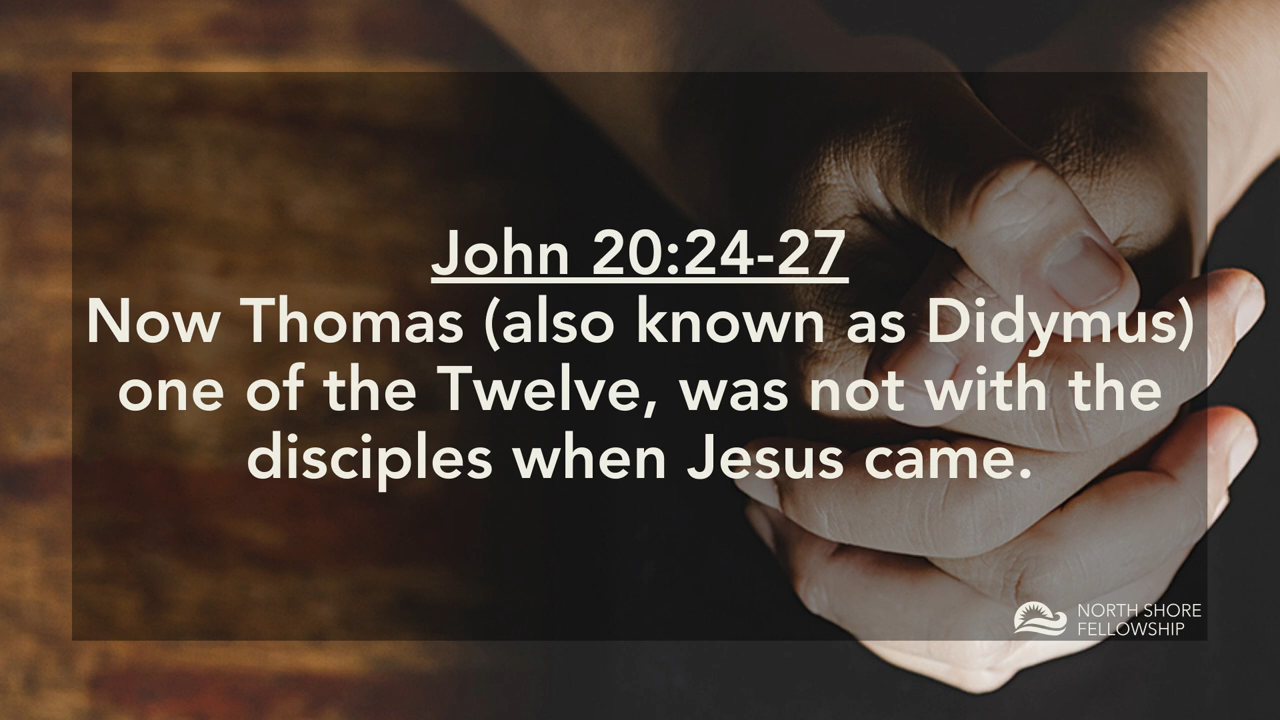 John 20:24-27
Now Thomas (also known as Didymus)
one of the Twelve, was not with the
disciples when Jesus came.
NORTH SHORE
FELLOWSHIP